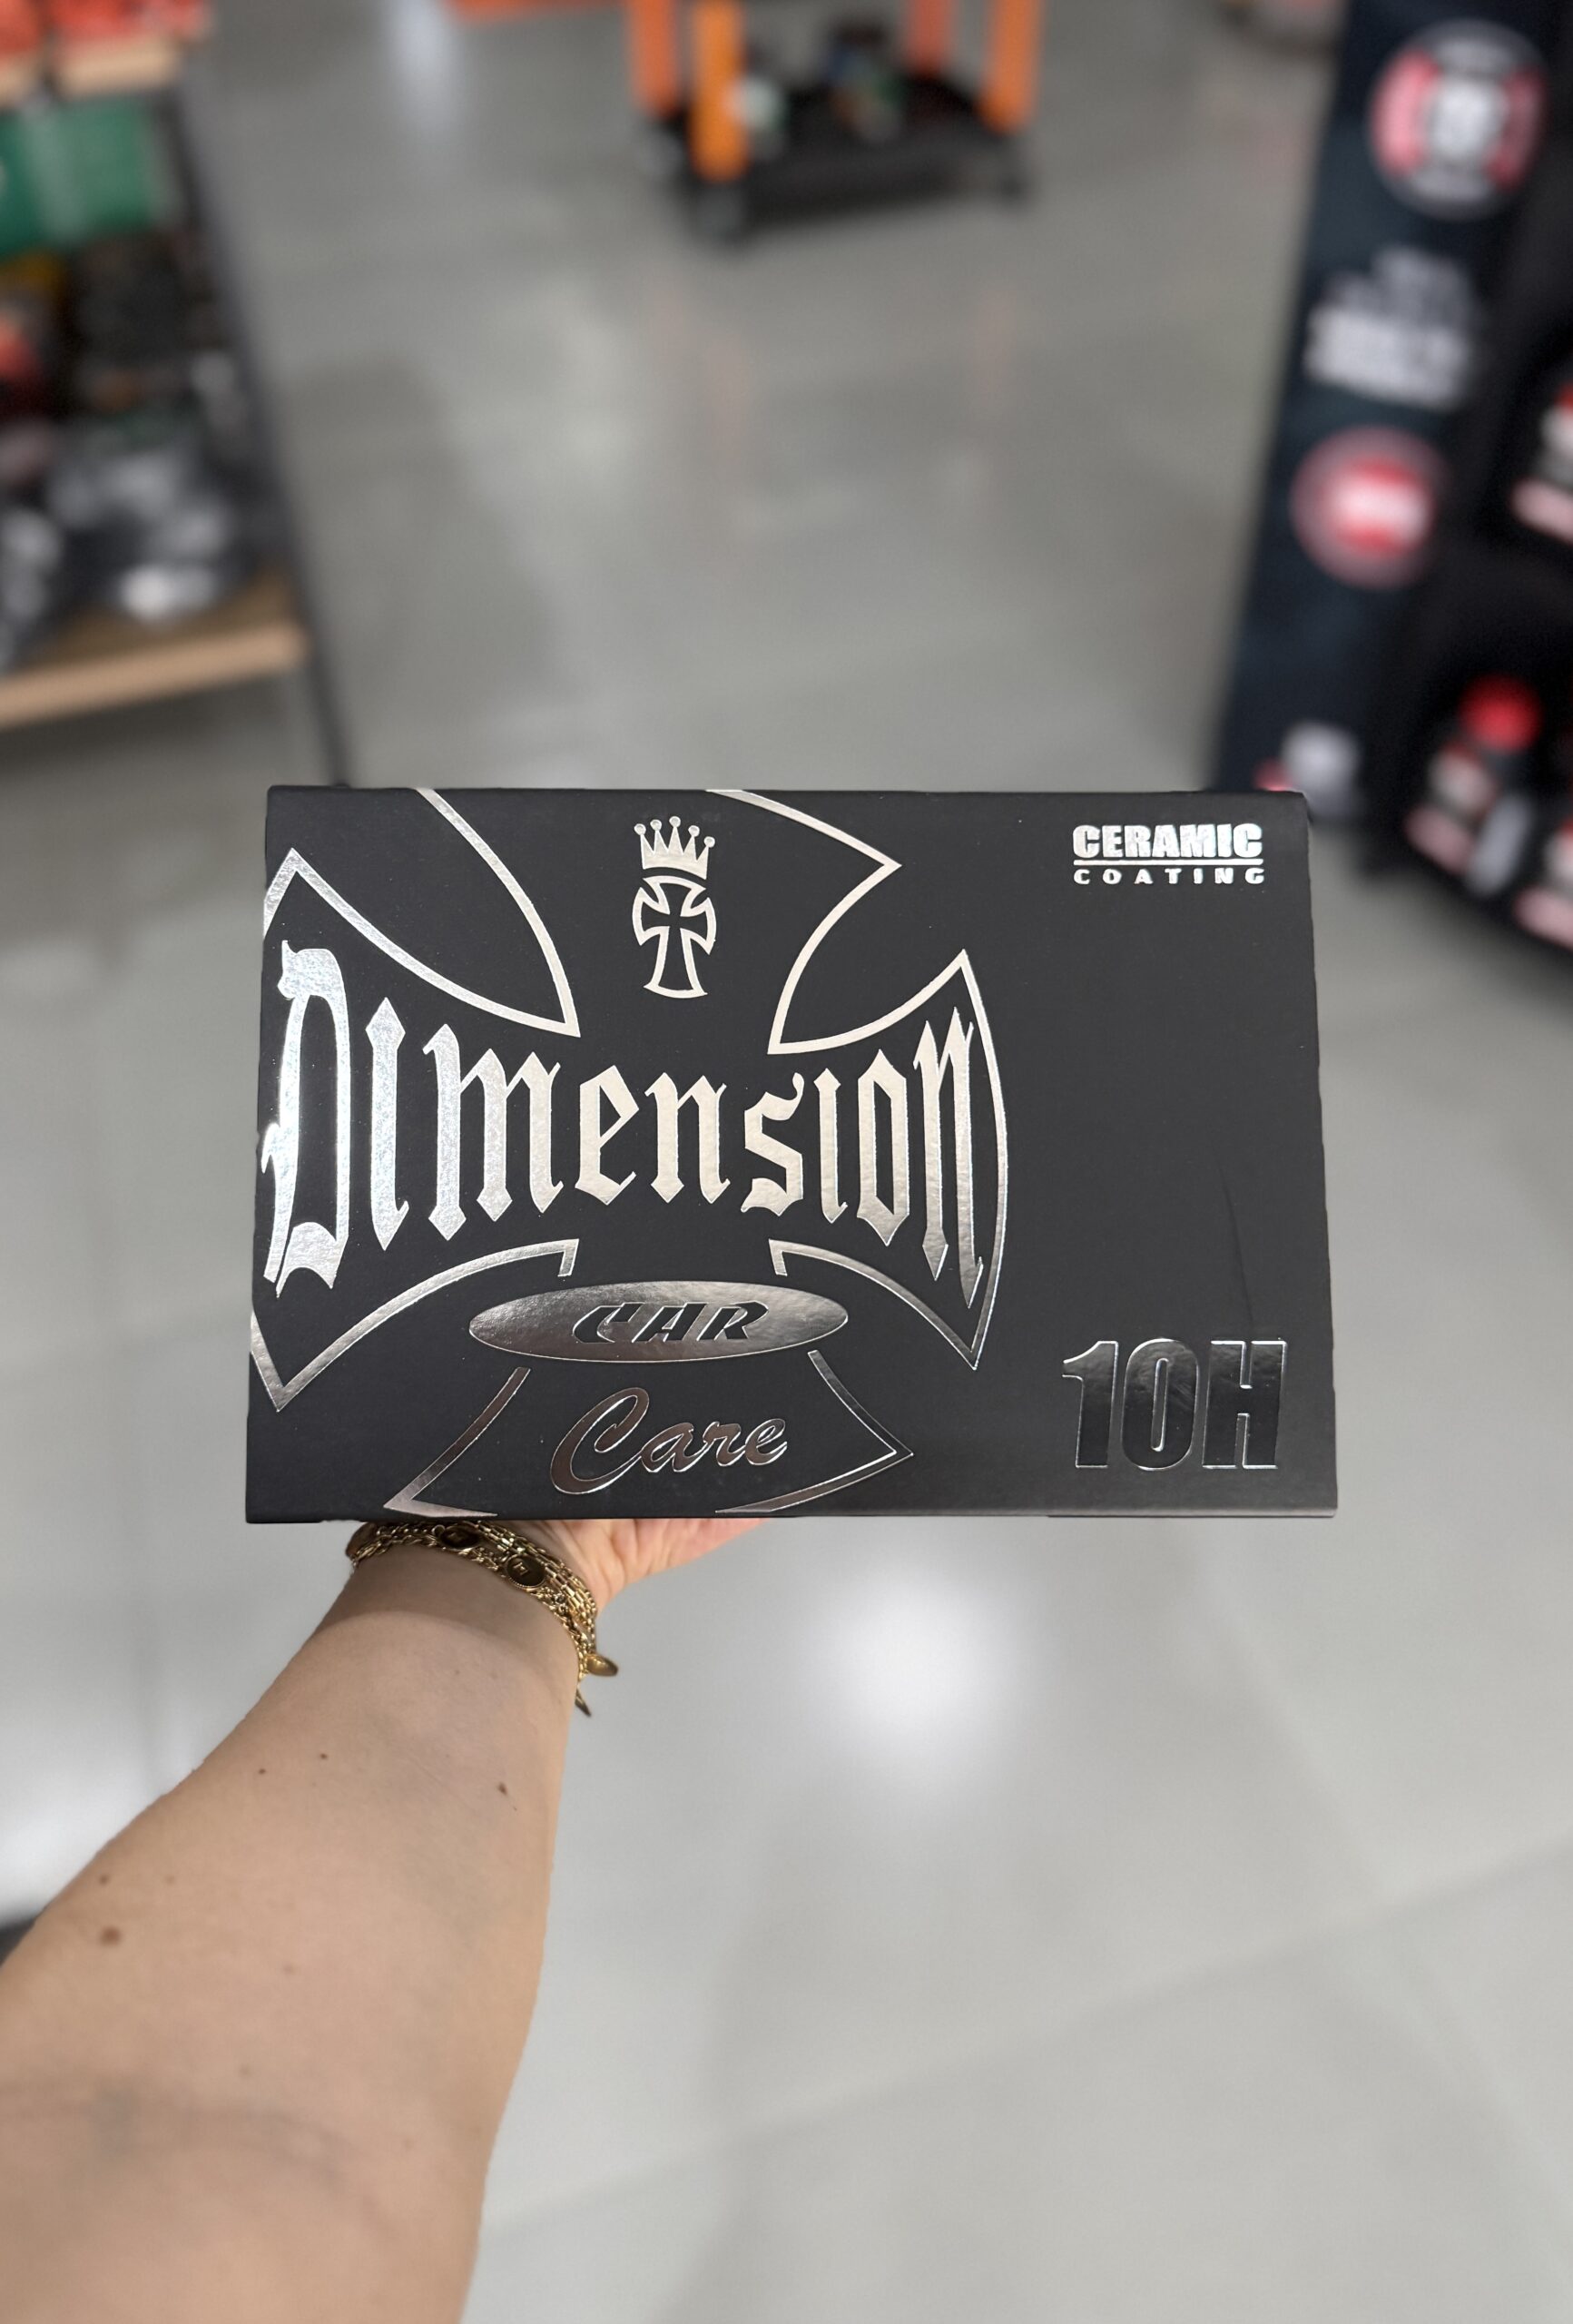 CERAMIC
COATING
Dimension
CAR
Care
10H